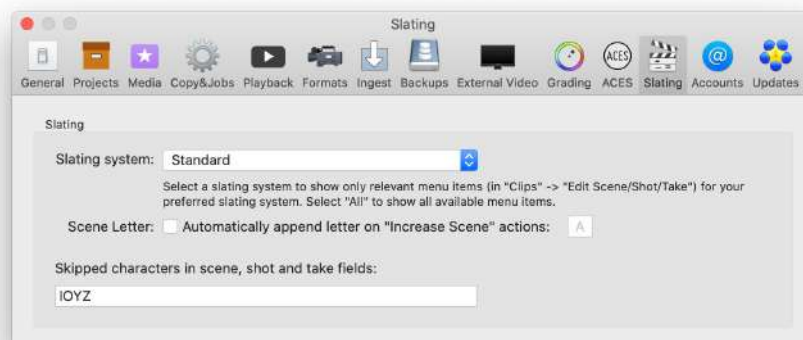 Slating
General Projects Media Copy&Jobs Playback Formats Ingest Backups External Video Grading ACES Slating Accounts Updates
ACES
Slating
Slating system: Standard
Select a slating system to show only relevant menu items (in "Clips" -> "Edit Scene/Shot/Take") for your
preferred slating system. Select "All" to show all available menu items.
Scene Letter: Automatically append letter on "Increase Scene" actions: A
Skipped characters in scene, shot and take fields:
IOYZ